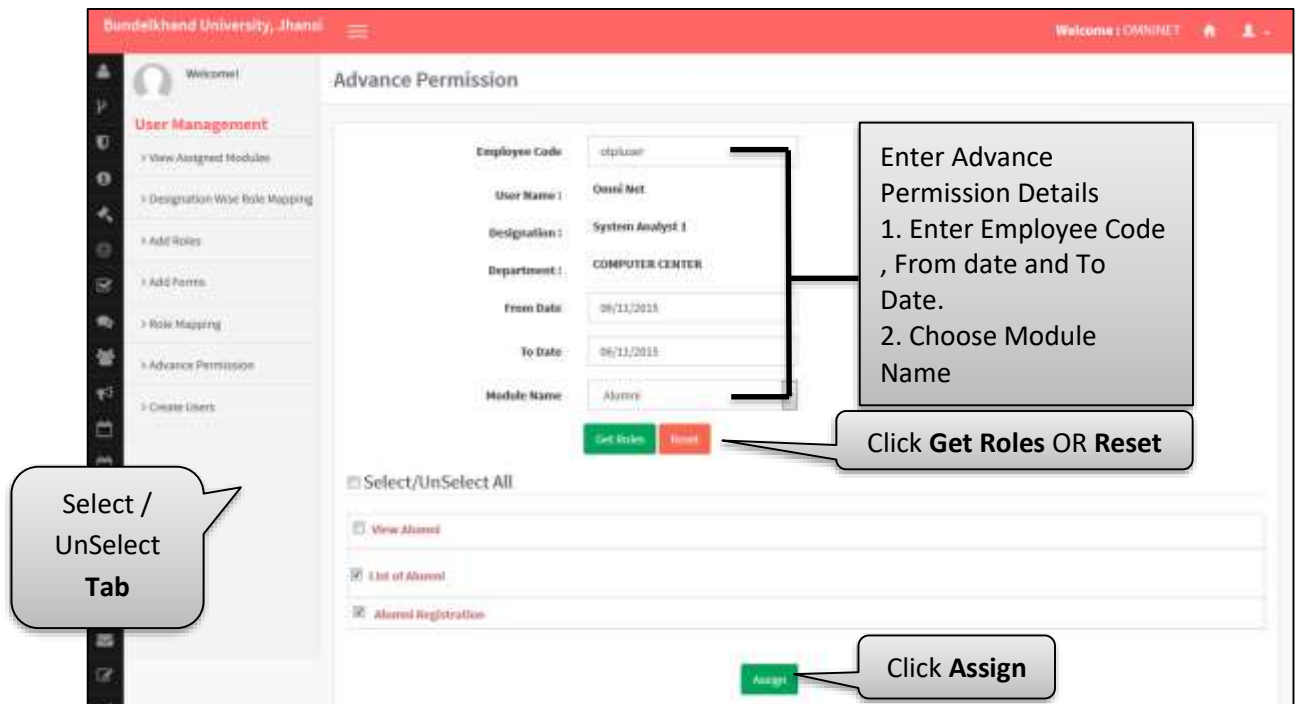 Bundelkhand University, Jhansi
Welcome : OMNINET
Welcome!
Advance Permission
User Management
> View Assigned Modules
> Designation Wise Role Mapping
> Add Roles
> Add Forms
> Role Mapping
> Advance Permission
> Create Users
Employee Code
otpluser
User Name :
Omni Net
Designation :
System Analyst 1
Department :
COMPUTER CENTER
From Date
06/11/2015
To Date
06/11/2015
Module Name
Alumni
Get Roles
Reset
Enter Advance
Permission Details
1. Enter Employee Code
, From date and To
Date.
2. Choose Module
Name
Click Get Roles OR Reset
Select /
UnSelect
Tab
Select/UnSelect All
View Alumni
List of Alumni
Alumni Registration
Assign
Click Assign